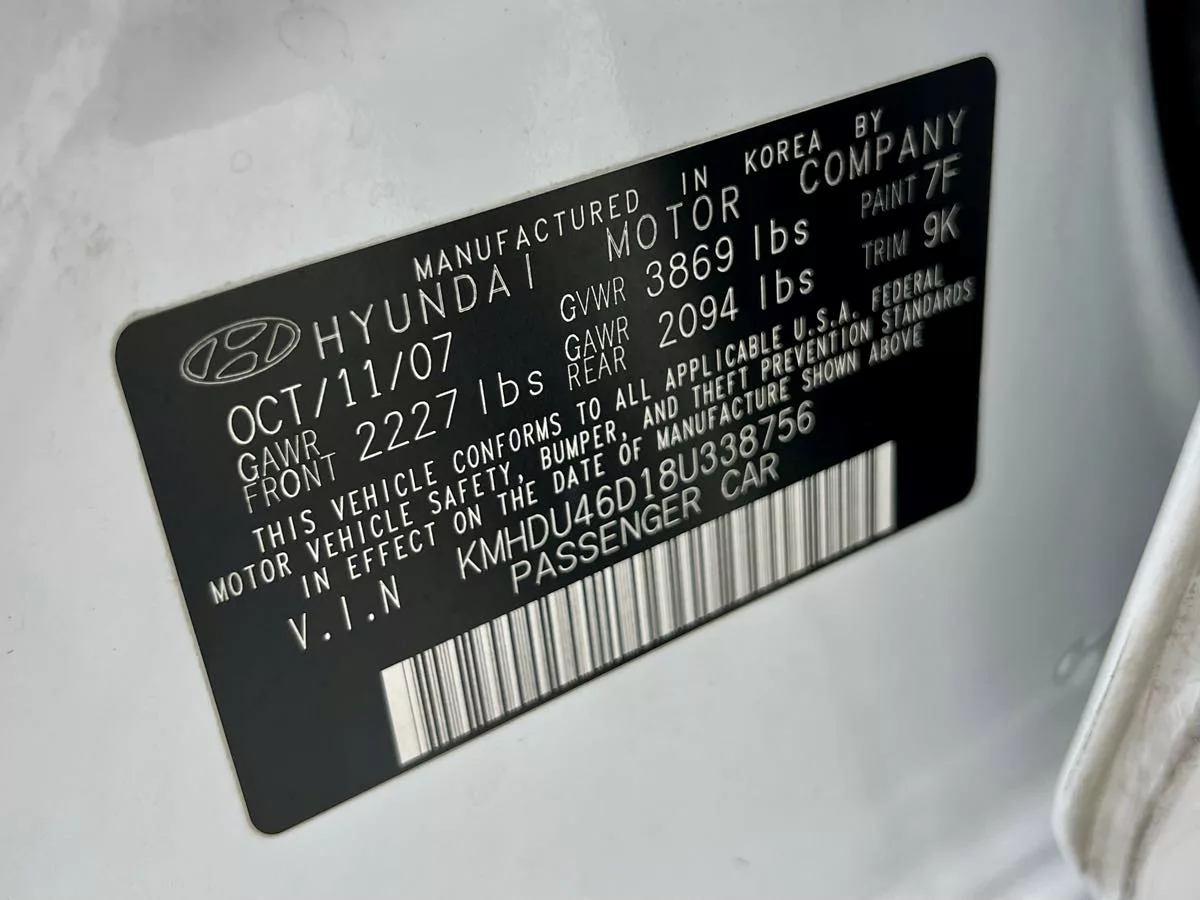 MANUFACTURED IN KOREA BY
HYUNDAI MOTOR COMPANY
OCT/11/07 GVWR 3869 lbs PAINT 7F
GAWR FRONT 2227 lbs GAWR REAR 2094 lbs TRIM 9K
THIS VEHICLE CONFORMS TO ALL APPLICABLE U.S.A. FEDERAL
MOTOR VEHICLE SAFETY, BUMPER, AND THEFT PREVENTION STANDARDS
IN EFFECT ON THE DATE OF MANUFACTURE SHOWN ABOVE
V.I.N KMHDU46D18U338756
PASSENGER CAR